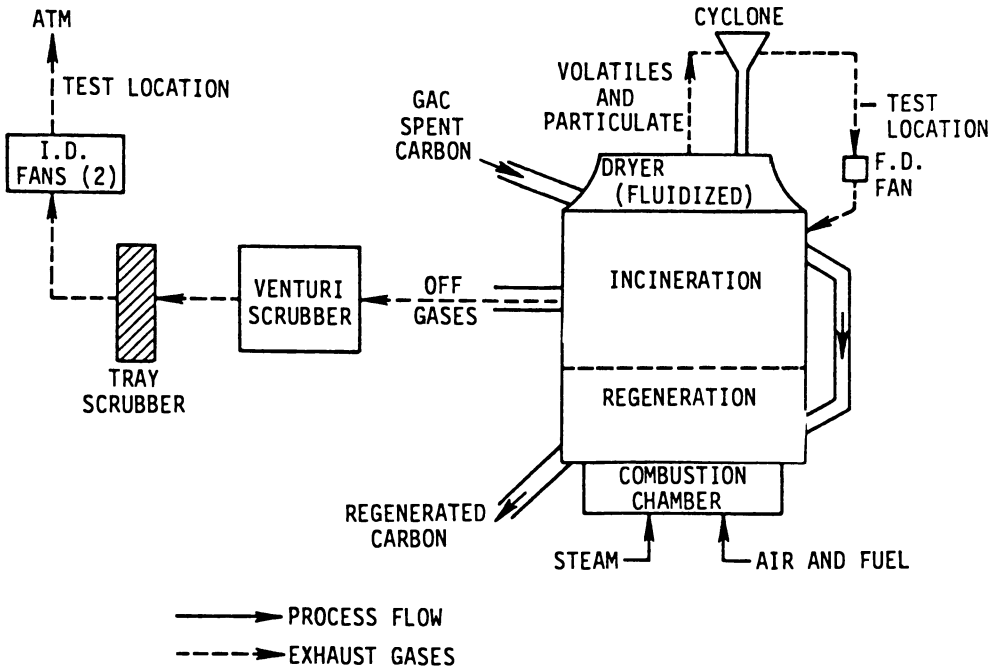 ATM
TEST LOCATION
I.D.
FANS (2)
CYCLONE
VOLATILES
AND
PARTICULATE
TEST
LOCATION
F.D.
FAN
GAC
SPENT
CARBON
DRYER
(FLUIDIZED)
INCINERATION
OFF
GASES
VENTURI
SCRUBBER
TRAY
SCRUBBER
REGENERATION
COMBUSTION
CHAMBER
REGENERATED
CARBON
STEAM
AIR AND FUEL
PROCESS FLOW
EXHAUST GASES